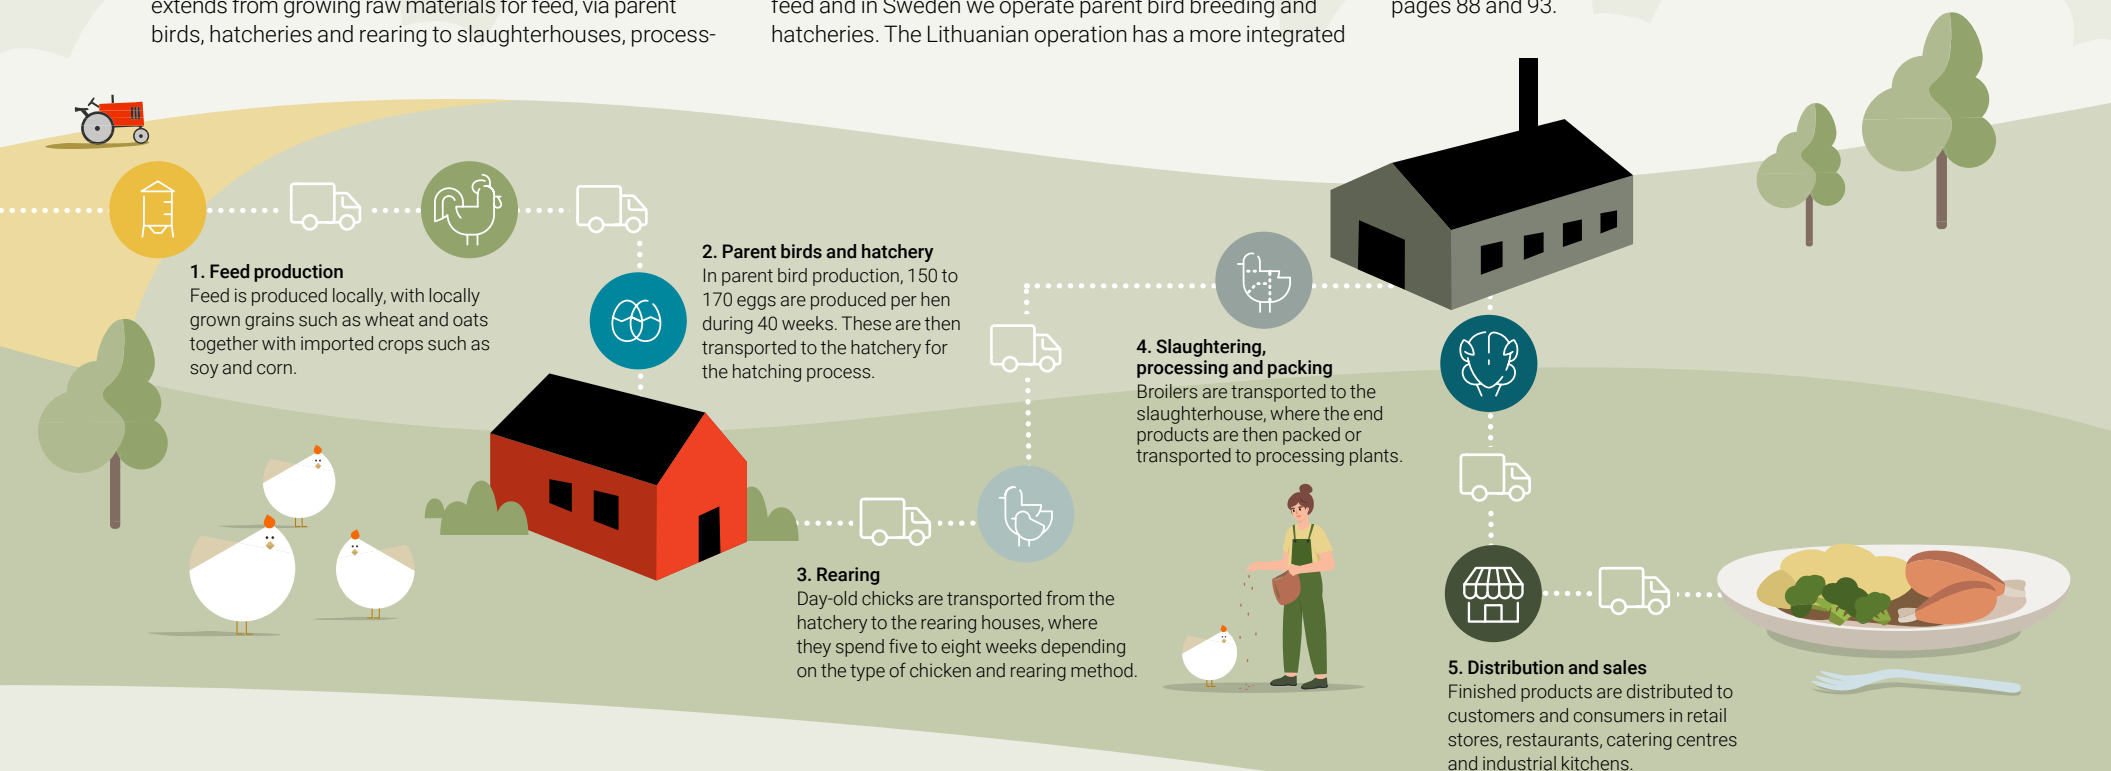 extends from growing raw materials for feed, via parent
birds, hatcheries and rearing to slaughterhouses, process-
feed and in Sweden we operate parent bird breeding and
hatcheries. The Lithuanian operation has a more integrated
pages 88 and 93.
1. Feed production
Feed is produced locally, with locally
grown grains such as wheat and oats
together with imported crops such as
soy and corn.
2. Parent birds and hatchery
In parent bird production, 150 to
170 eggs are produced per hen
during 40 weeks. These are then
transported to the hatchery for
the hatching process.
3. Rearing
Day-old chicks are transported from the
hatchery to the rearing houses, where
they spend five to eight weeks depending
on the type of chicken and rearing method.
4. Slaughtering,
processing and packing
Broilers are transported to the
slaughterhouse, where the end
products are then packed or
transported to processing plants.
5. Distribution and sales
Finished products are distributed to
customers and consumers in retail
stores, restaurants, catering centres
and industrial kitchens.